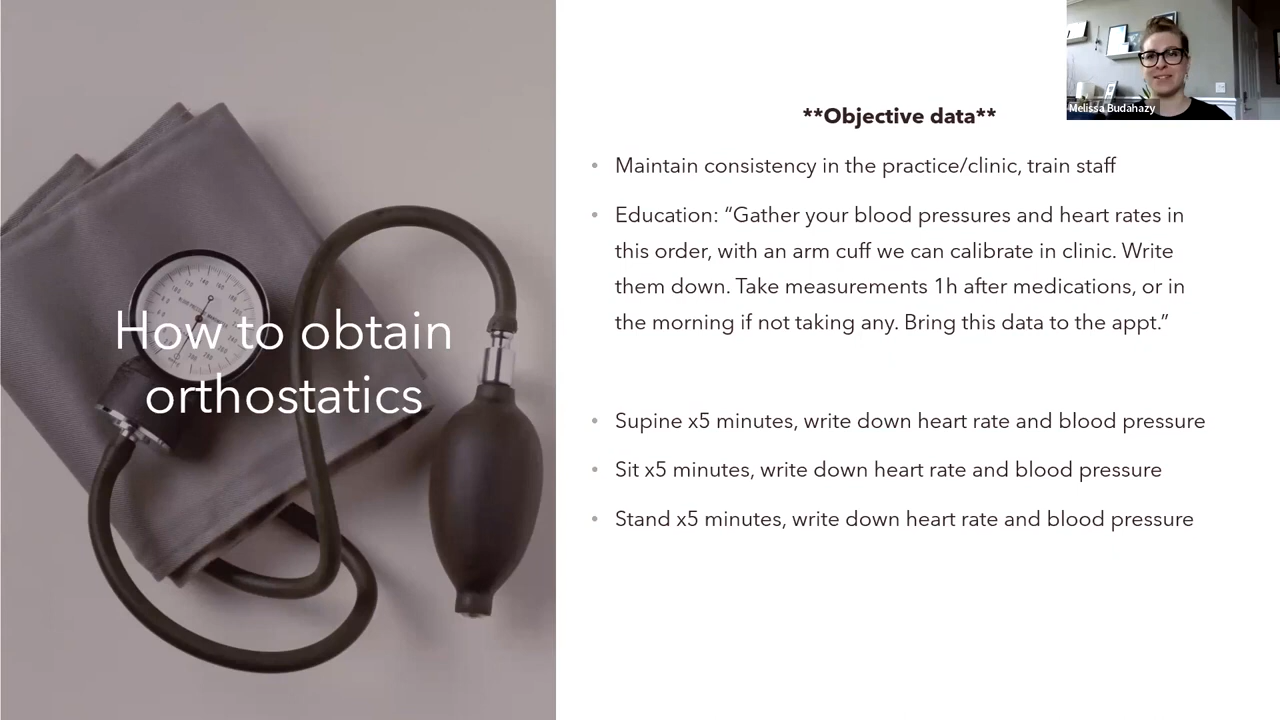 Melissa Budahazy
How to obtain
orthostatics
**Objective data**
• Maintain consistency in the practice/clinic, train staff
• Education: “Gather your blood pressures and heart rates in
this order, with an arm cuff we can calibrate in clinic. Write
them down. Take measurements 1h after medications, or in
the morning if not taking any. Bring this data to the appt.”
• Supine x5 minutes, write down heart rate and blood pressure
• Sit x5 minutes, write down heart rate and blood pressure
• Stand x5 minutes, write down heart rate and blood pressure